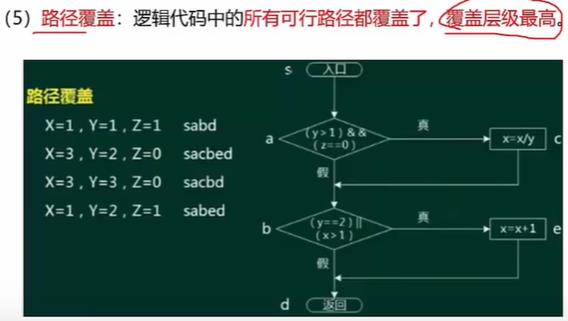 （5）路径覆盖：逻辑代码中的所有可行路径都覆盖了，覆盖层级最高。
s 入口
路径覆盖
X=1，Y=1，Z=1 sabd
X=3，Y=2，Z=0 sacbed
X=3，Y=3，Z=0 sacbd
X=1，Y=2，Z=1 sabed
a
(y>1)&&
(z==0)
真
x=x/y
c
假
b
(y==2)||
(x>1)
真
x=x+1
e
假
d 返回